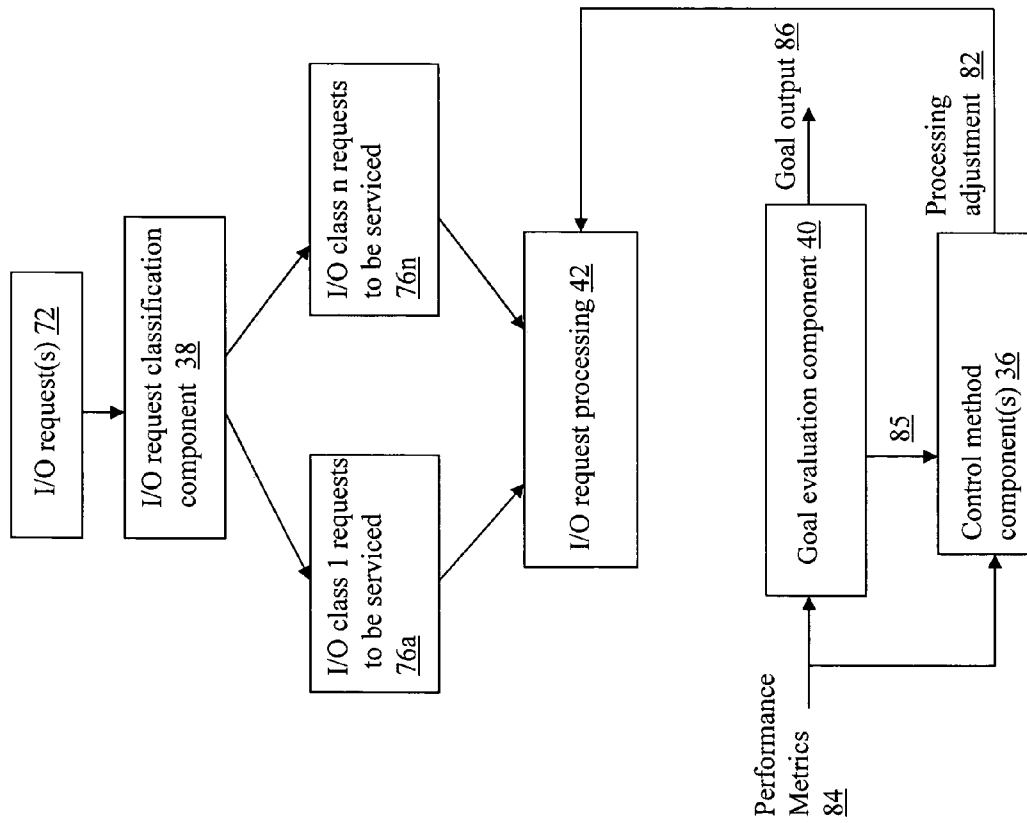 I/O request(s) 72
I/O request classification
component 38
I/O class 1 requests
to be serviced
76a
I/O class n requests
to be serviced
76n
I/O request processing 42
Performance
Metrics
84
Goal evaluation component 40
Goal output 86
85
Control method
component(s) 36
Processing
adjustment 82